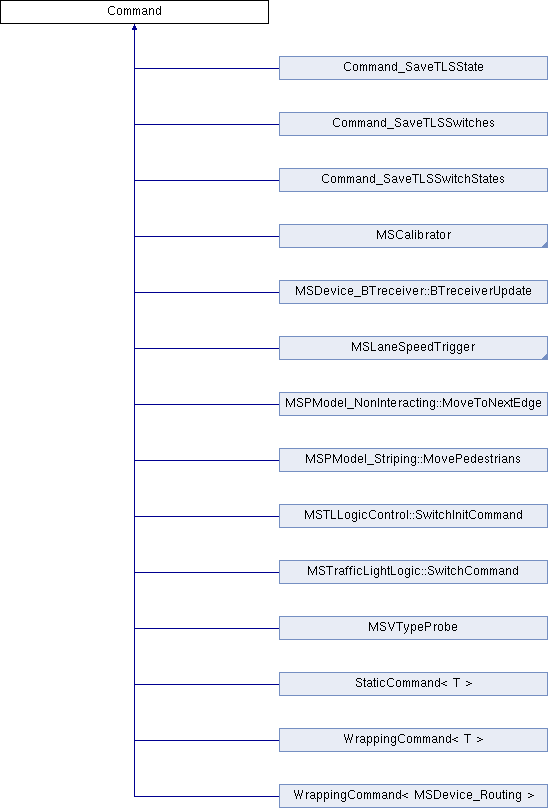 Command
Command_SaveTLSState
Command_SaveTLSSwitches
Command_SaveTLSSwitchStates
MSCalibrator
MSDevice_BTreceiver::BTreceiverUpdate
MSLaneSpeedTrigger
MSPModel_NonInteracting::MoveToNextEdge
MSPModel_Striping::MovePedestrians
MSTLLogicControl::SwitchInitCommand
MSTrafficLightLogic::SwitchCommand
MSVTypeProbe
StaticCommand< T >
WrappingCommand< T >
WrappingCommand< MSDevice_Routing >